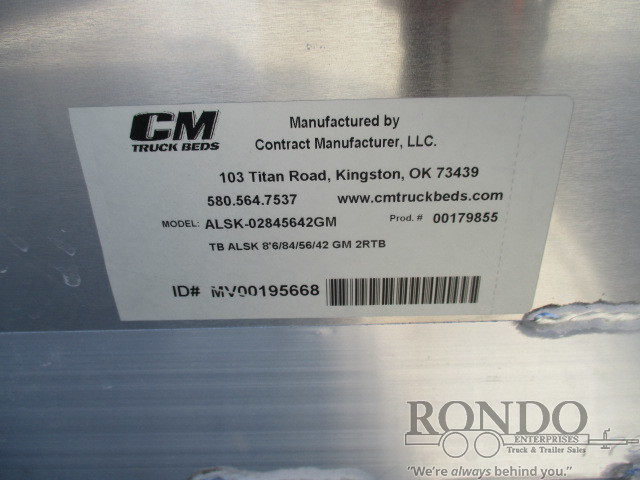 CM
TRUCK BEDS
Manufactured by
Contract Manufacturer, LLC.
103 Titan Road, Kingston, OK 73439
580.564.7537 www.cmtruckbeds.com
MODEL: ALSK-02845642GM Prod. # 00179855
TB ALSK 8'6/84/56/42 GM 2RTB
ID# MV00195668
RONDO
ENTERPRISES
Truck & Trailer Sales
"We're always behind you."